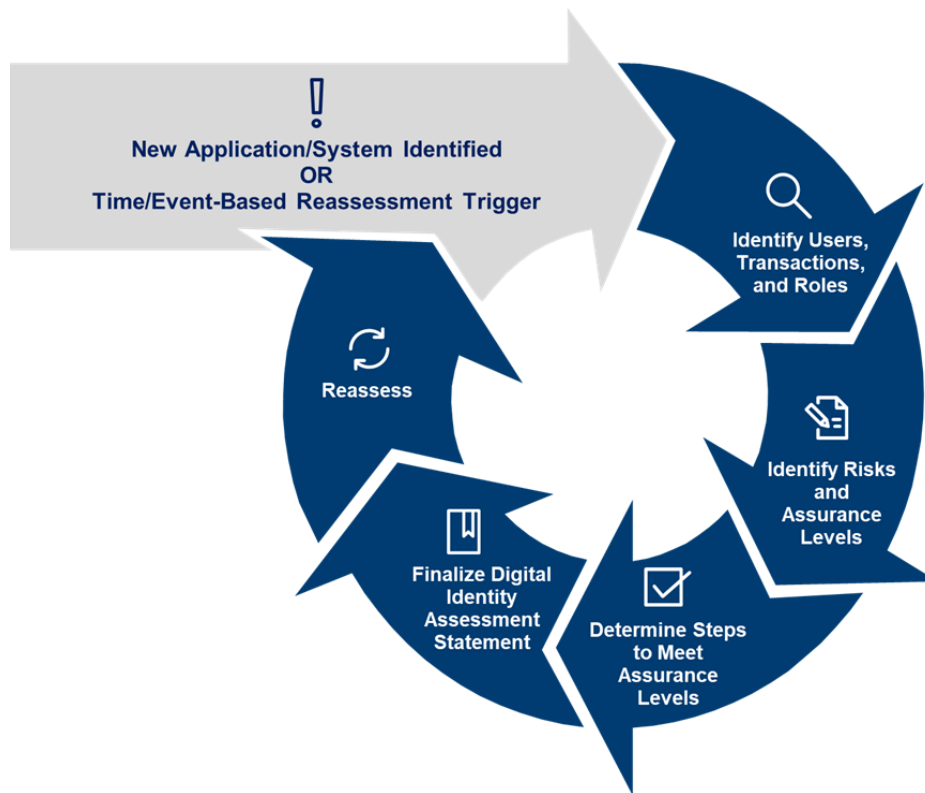 New Application/System Identified
OR
Time/Event-Based Reassessment Trigger
Identify Users,
Transactions,
and Roles
Identify Risks
and
Assurance
Levels
Determine Steps
to Meet
Assurance
Levels
Finalize Digital
Identity
Assessment
Statement
Reassess